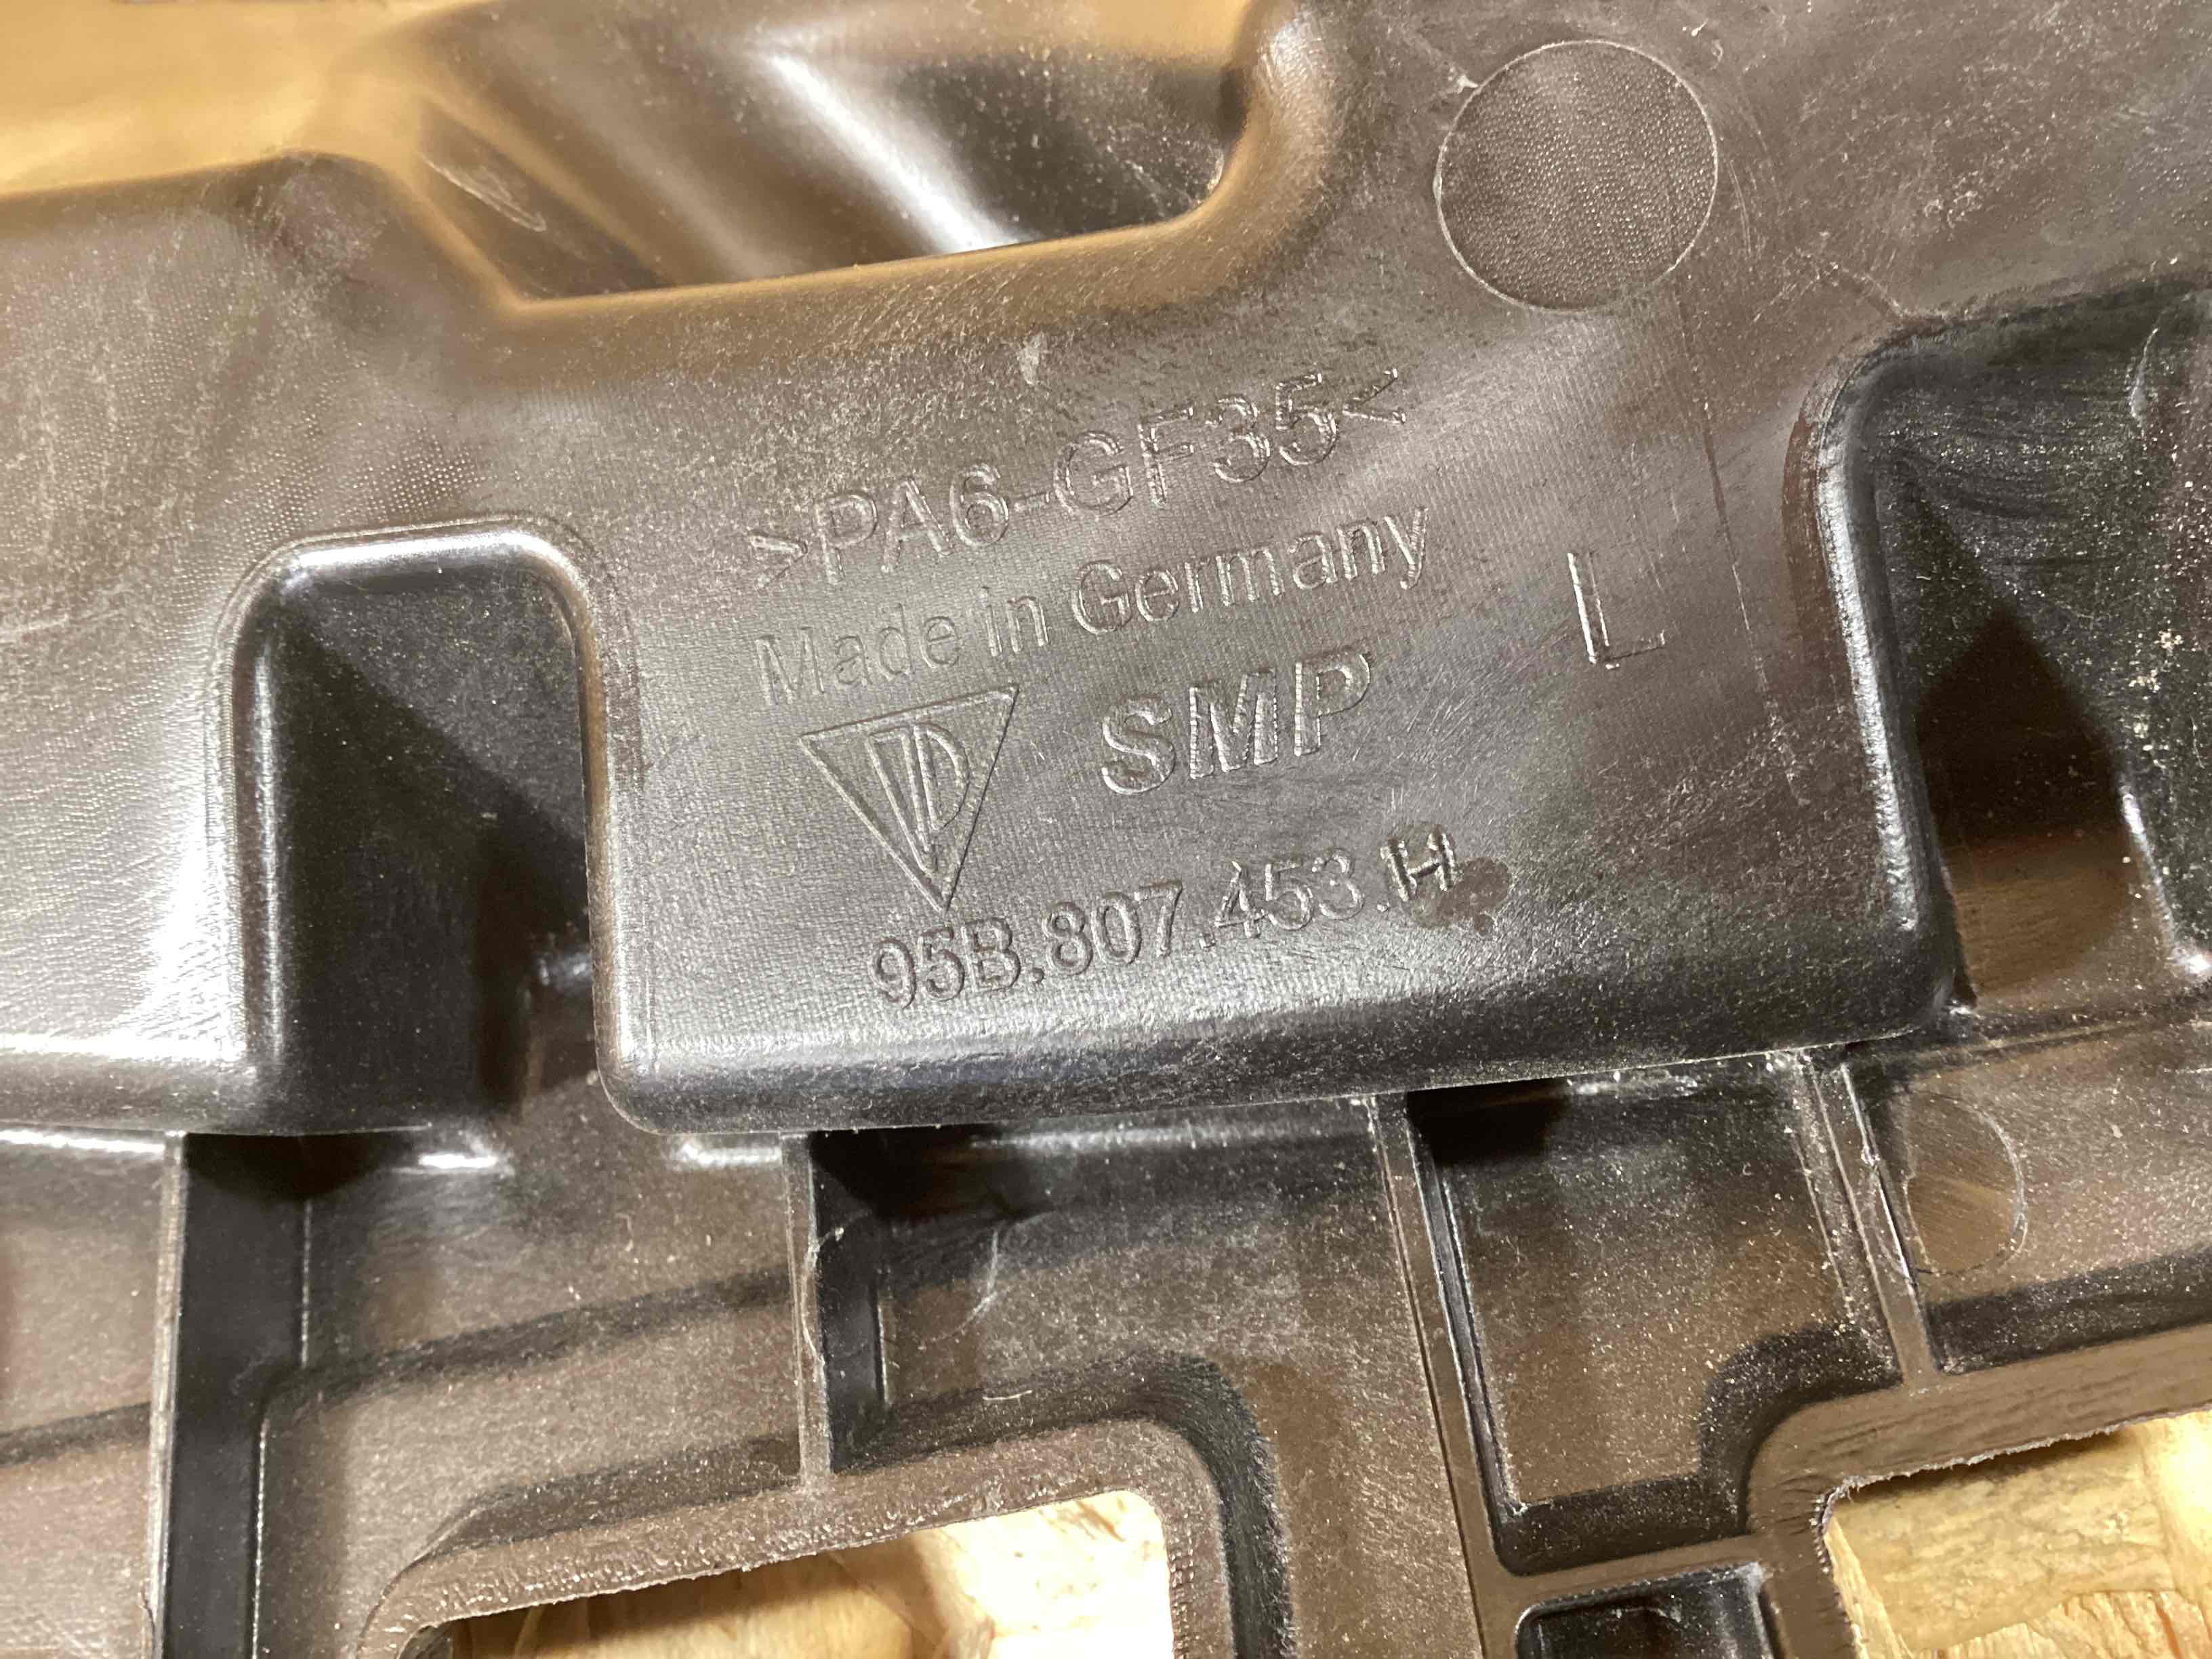 >PA6-GF35<
Made in Germany
L
SMP
95B.807.453.H